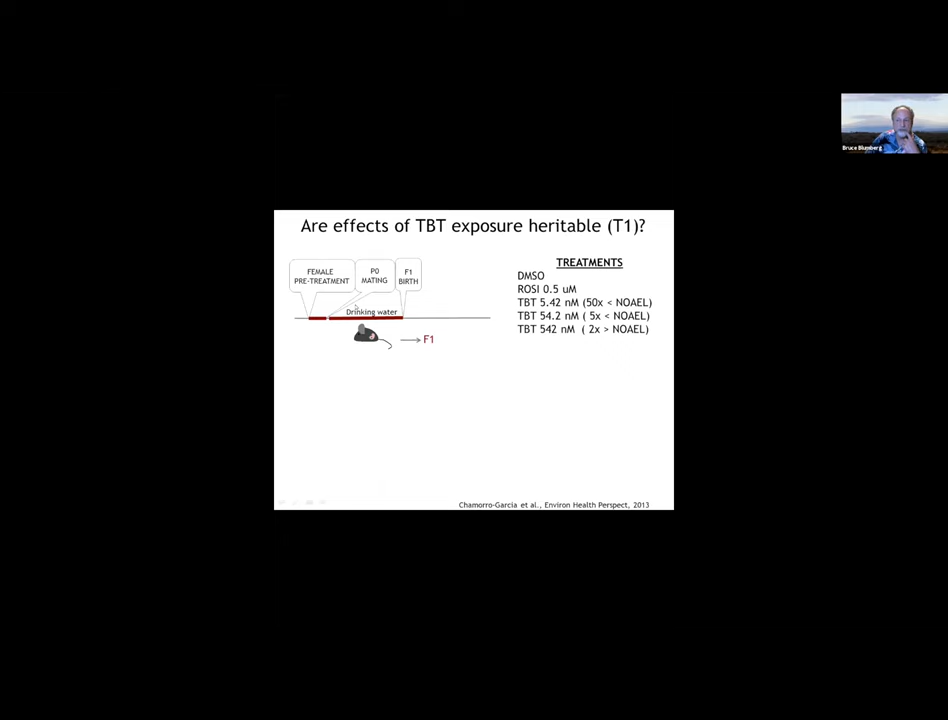 Bruce Blumberg
Are effects of TBT exposure heritable (T1)?
FEMALE
PRE-TREATMENT
P0
MATING
F1
BIRTH
Drinking water
F1
TREATMENTS
DMSO
ROSI 0.5 uM
TBT 5.42 nM (50x < NOAEL)
TBT 54.2 nM ( 5x < NOAEL)
TBT 542 nM ( 2x > NOAEL)
Chamorro-Garcia et al., Environ Health Perspect, 2013